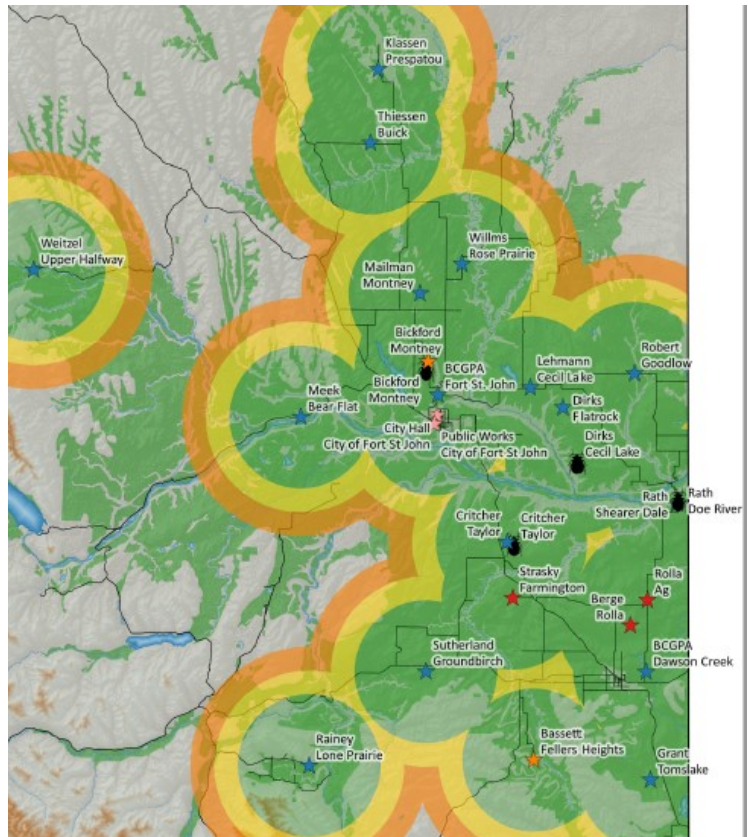 Klassen
Prespatou
Thiessen
Buick
Weitzel
Upper Halfway
Willms
Rose Prairie
Mailman
Montney
Bickford
Montney
BCGPA
Fort St. John
Bickford
Montney
Lehmann
Cecil Lake
Robert
Goodlow
Meek
Bear Flat
Dirks
Flatrock
City Hall
City of Fort St John
Public Works
City of Fort St John
Dirks
Cecil Lake
Rath
Shearer Dale
Rath
Doe River
Critcher
Taylor
Critcher
Taylor
Strasky
Farmington
Rolla
Ag
Berge
Rolla
Sutherland
Groundbirch
BCGPA
Dawson Creek
Rainey
Lone Prairie
Bassett
Fellers Heights
Grant
Tomslake